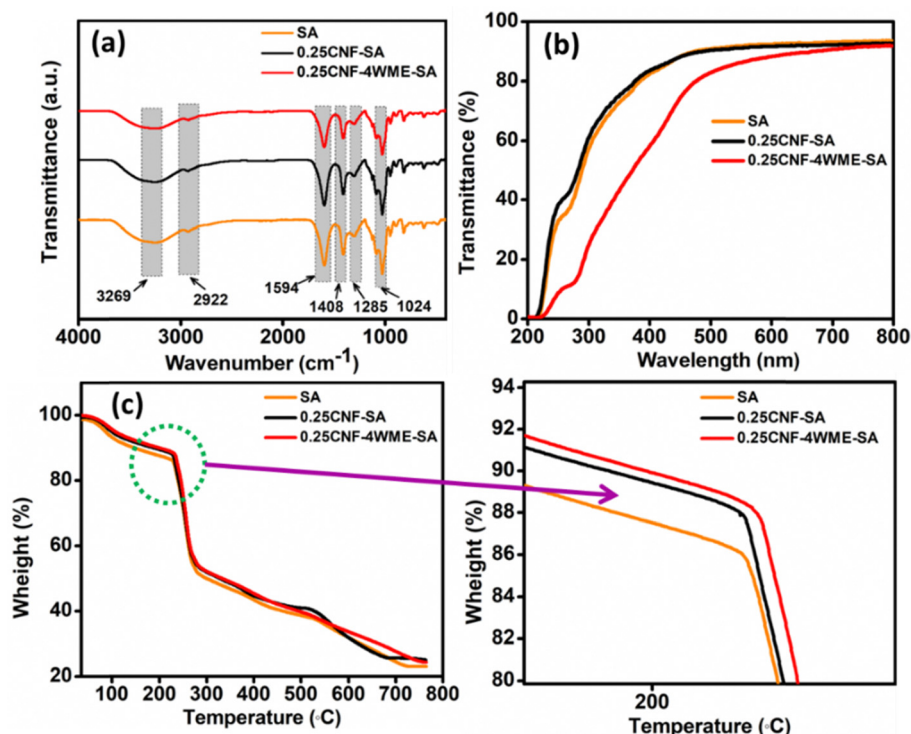 (a)
SA
0.25CNF-SA
0.25CNF-4WME-SA
Transmittance (a.u.)
3269
2922
1594
1408
1285
1024
4000 3000 2000 1000
Wavenumber (cm⁻¹)
(b)
100
80
60
40
20
0
SA
0.25CNF-SA
0.25CNF-4WME-SA
Transmittance (%)
200 300 400 500 600 700 800
Wavelength (nm)
(c)
SA
0.25CNF-SA
0.25CNF-4WME-SA
100
80
60
40
20
Wheight (%)
100 200 300 400 500 600 700 800
Temperature (◦C)
SA
0.25CNF-SA
0.25CNF-4WME-SA
94
92
90
88
86
84
82
80
Wheight (%)
200
Temperature (◦C)